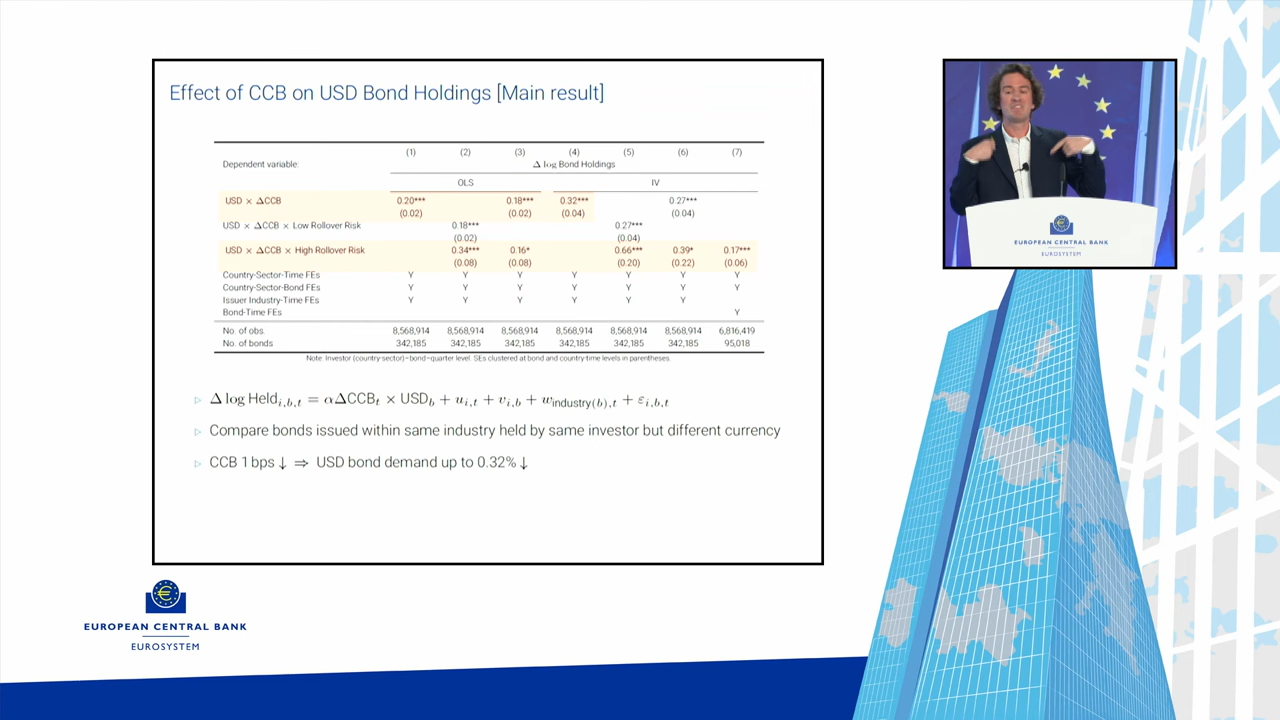 Effect of CCB on USD Bond Holdings [Main result]
(1) (2) (3) (4) (5) (6) (7)
Dependent variable: Δ log Bond Holdings
OLS IV
USD × ΔCCB 0.20*** 0.18*** 0.32*** 0.27***
(0.02) (0.02) (0.04) (0.04)
USD × ΔCCB × Low Rollover Risk 0.18*** 0.27***
(0.02) (0.04)
USD × ΔCCB × High Rollover Risk 0.34*** 0.16* 0.66*** 0.39* 0.17***
(0.08) (0.08) (0.20) (0.22) (0.06)
Country-Sector-Time FEs Y Y Y Y Y Y Y
Country-Sector-Bond FEs Y Y Y Y Y Y Y
Issuer Industry-Time FEs Y Y Y Y Y Y
Bond-Time FEs Y
No. of obs. 8,568,914 8,568,914 8,568,914 8,568,914 8,568,914 8,568,914 6,816,419
No. of bonds 342,185 342,185 342,185 342,185 342,185 342,185 95,018
Note: Investor (country-sector)–bond–quarter level. SEs clustered at bond and country-time levels in parentheses.
▷ Δ log Held_{i,b,t} = αΔCCB_t × USD_b + u_{i,t} + v_{i,b} + w_{industry(b),t} + ε_{i,b,t}
▷ Compare bonds issued within same industry held by same investor but different currency
▷ CCB 1 bps ↓ ⇒ USD bond demand up to 0.32% ↓
EUROPEAN CENTRAL BANK
EUROSYSTEM
EUROPEAN CENTRAL BANK
EUROSYSTEM